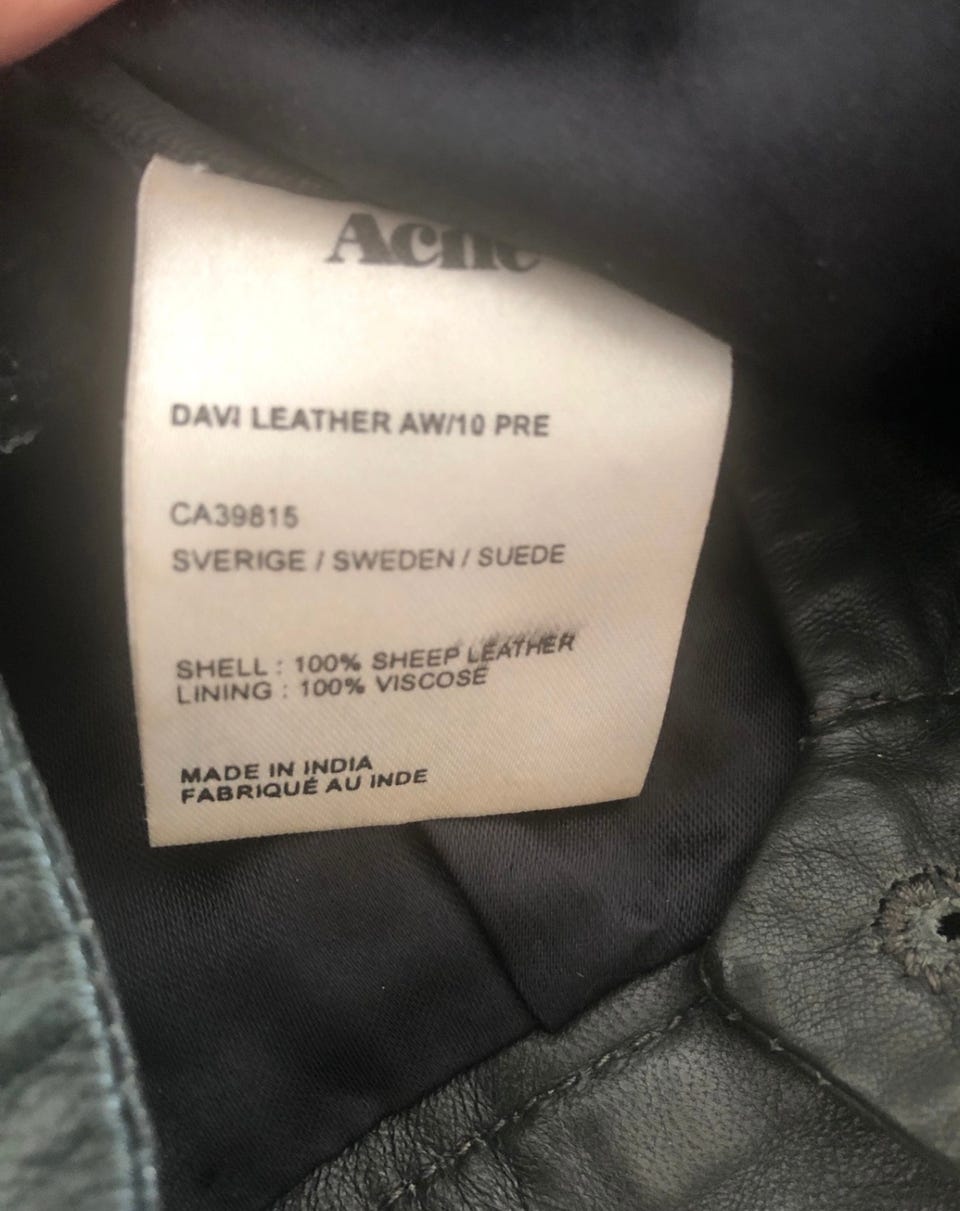 Acne
DAVI LEATHER AW/10 PRE
CA39815
SVERIGE / SWEDEN / SUEDE
SHELL : 100% SHEEP LEATHER
LINING : 100% VISCOSE
MADE IN INDIA
FABRIQUÉ AU INDE